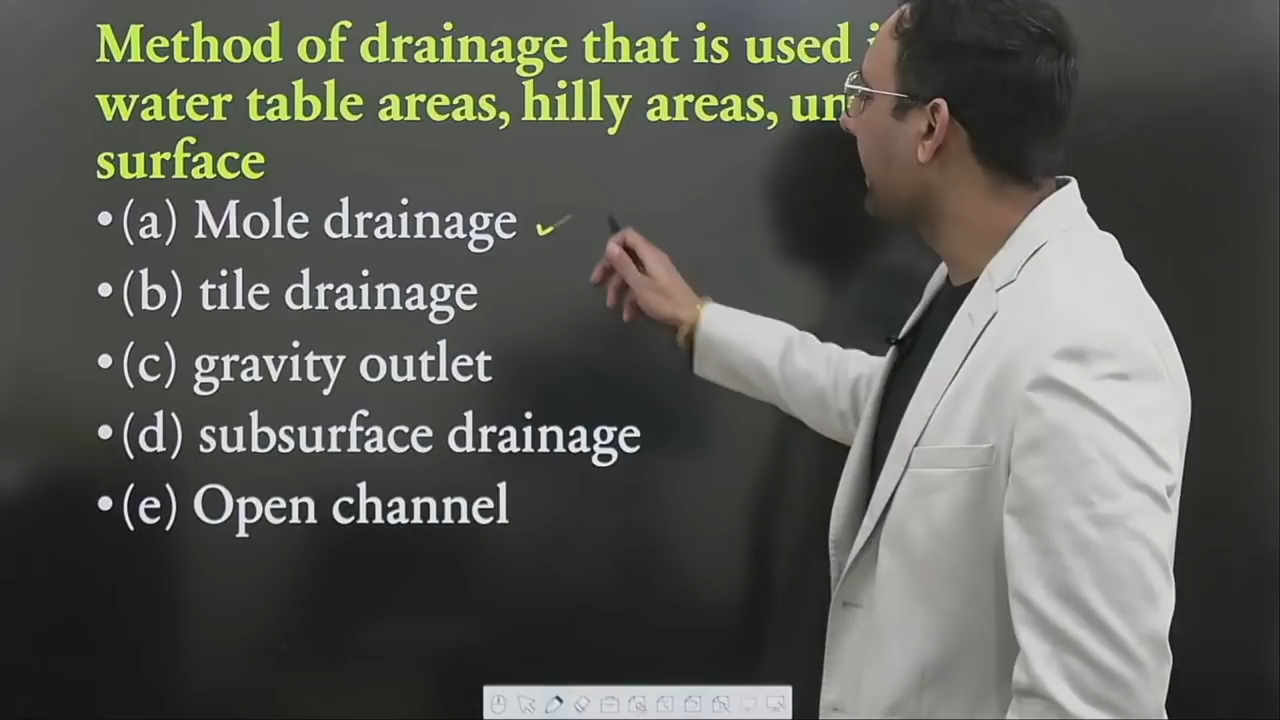 Method of drainage that is used
water table areas, hilly areas,
surface
•(a) Mole drainage
•(b) tile drainage
•(c) gravity outlet
•(d) subsurface drainage
•(e) Open channel